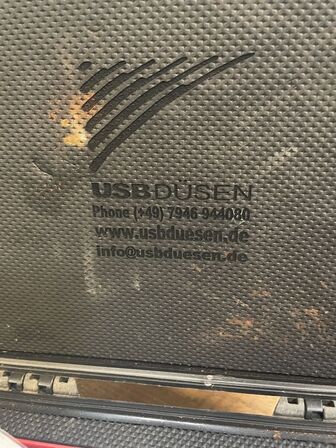 USBDUSEN
Phone (+49) 7946 944080
www.usbduesen.de
info@usbduesen.de